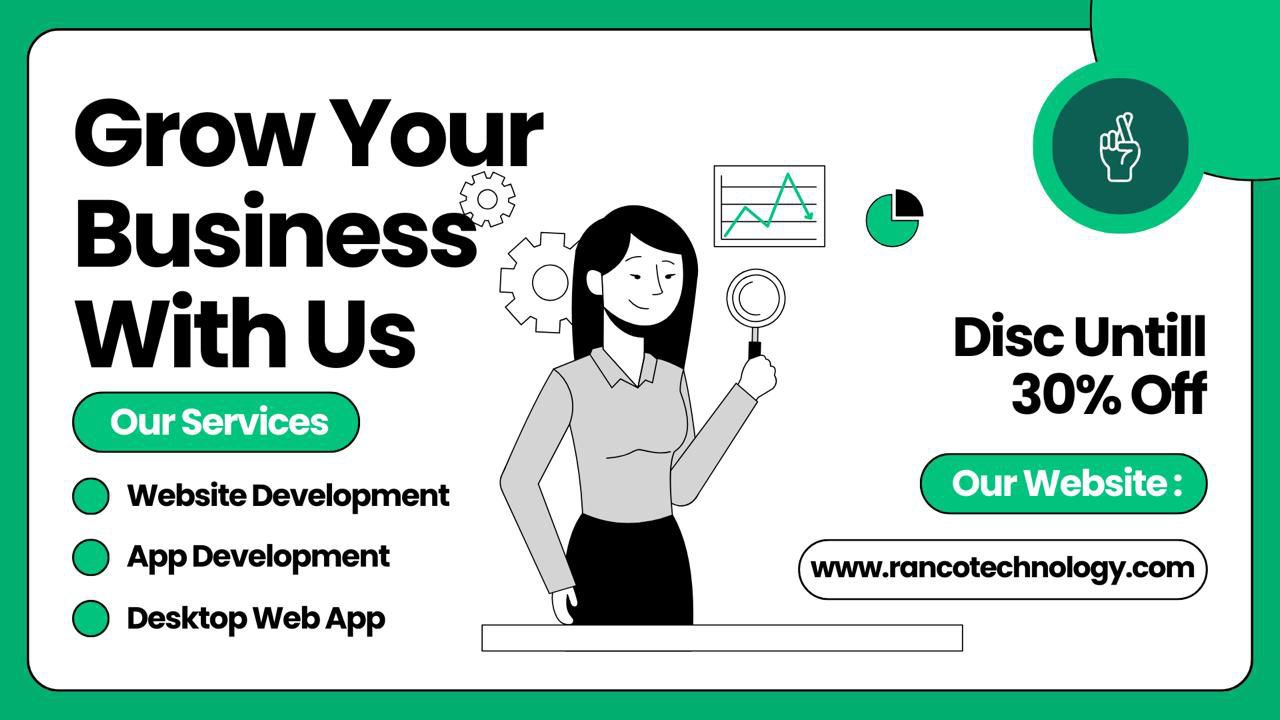 Grow Your
Business
With Us
Our Services
Website Development
App Development
Desktop Web App
Disc Untill
30% Off
Our Website :
www.rancotechnology.com